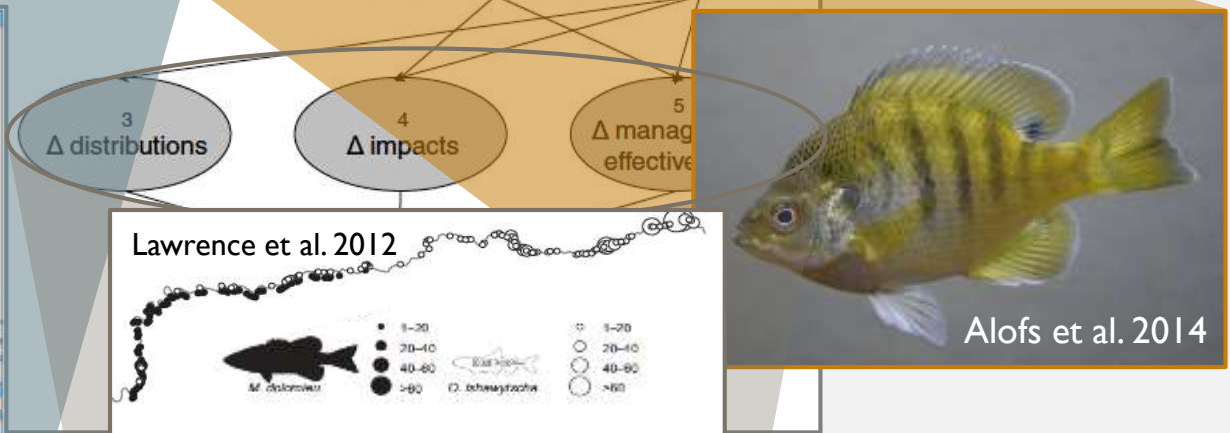 3
Δ distributions
4
Δ impacts
5
Δ manag
effective
Lawrence et al. 2012
1–20
20–40
40–60
>60
M. dolomieu
O. tshawytscha
1–20
20–40
40–60
>60
Alofs et al. 2014